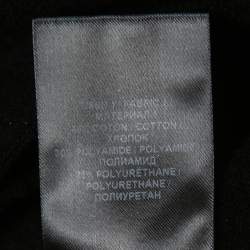 FABRIC /
МАТЕРИАЛ /
COTON / COTTON /
ХЛОПОК
POLYAMIDE / POLYAMIDE /
ПОЛИАМИД /
POLYURETHANE /
POLYURETHANE /
ПОЛИУРЕТАН